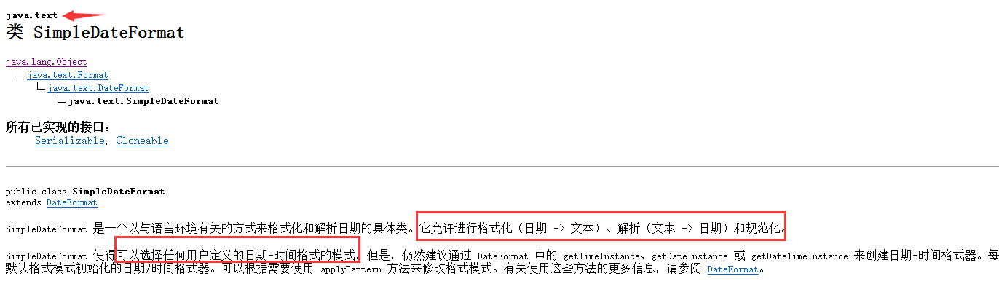 java.text
类 SimpleDateFormat
java.lang.Object
java.text.Format
java.text.DateFormat
java.text.SimpleDateFormat
所有已实现的接口：
Serializable, Cloneable
public class SimpleDateFormat
extends DateFormat
SimpleDateFormat 是一个以与语言环境有关的方式来格式化和解析日期的具体类。它允许进行格式化（日期 -> 文本）、解析（文本 -> 日期）和规范化。
SimpleDateFormat 使得可以选择任何用户定义的日期-时间格式的模式。但是，仍然建议通过 DateFormat 中的 getTimeInstance、getDateInstance 或 getDateTimeInstance 来创建日期-时间格式器。每
默认格式模式初始化的日期/时间格式器。可以根据需要使用 applyPattern 方法来修改格式模式。有关使用这些方法的更多信息，请参阅 DateFormat。